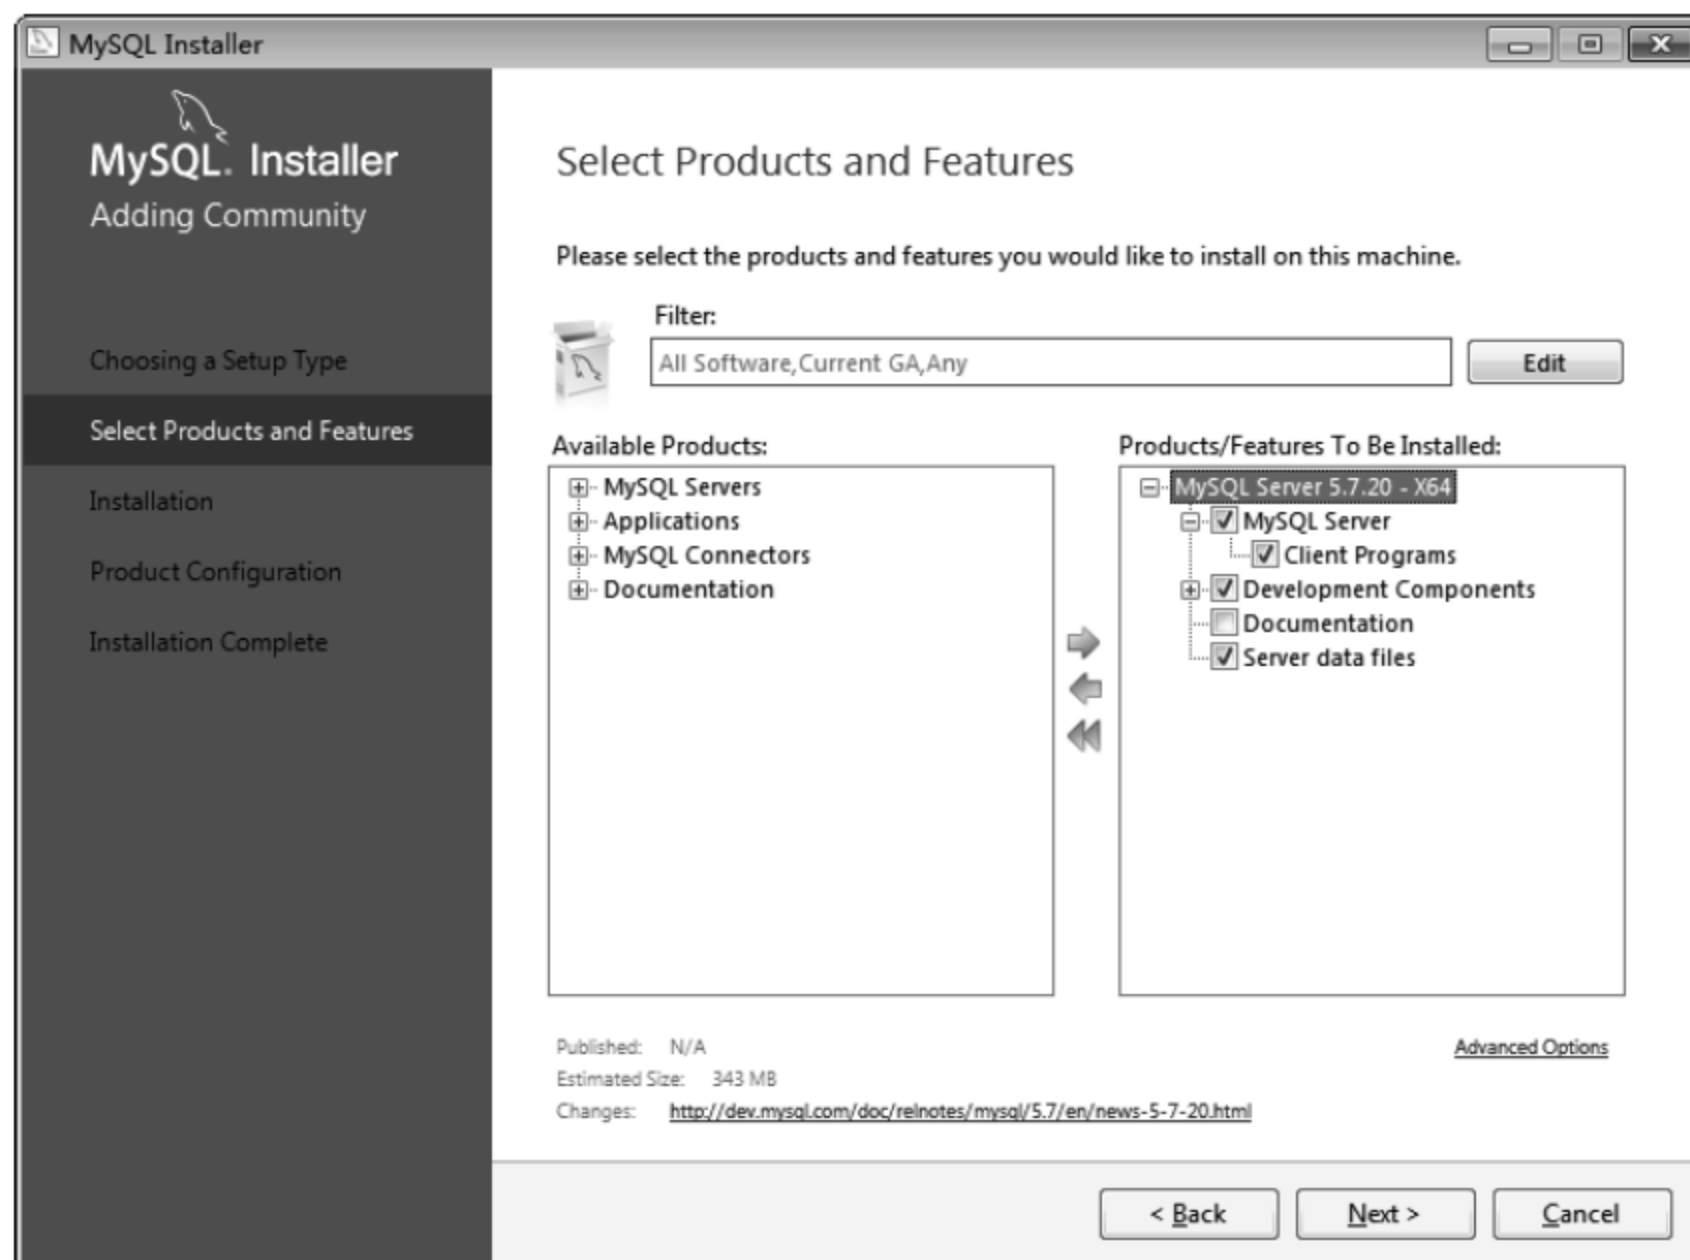 MySQL Installer
MySQL. Installer
Adding Community
Choosing a Setup Type
Select Products and Features
Installation
Product Configuration
Installation Complete
Select Products and Features
Please select the products and features you would like to install on this machine.
Filter:
All Software,Current GA,Any
Edit
Available Products:
MySQL Servers
Applications
MySQL Connectors
Documentation
Products/Features To Be Installed:
MySQL Server 5.7.20 - X64
MySQL Server
Client Programs
Development Components
Documentation
Server data files
Published: N/A
Advanced Options
Estimated Size: 343 MB
Changes: http://dev.mysql.com/doc/relnotes/mysql/5.7/en/news-5-7-20.html
< Back
Next >
Cancel